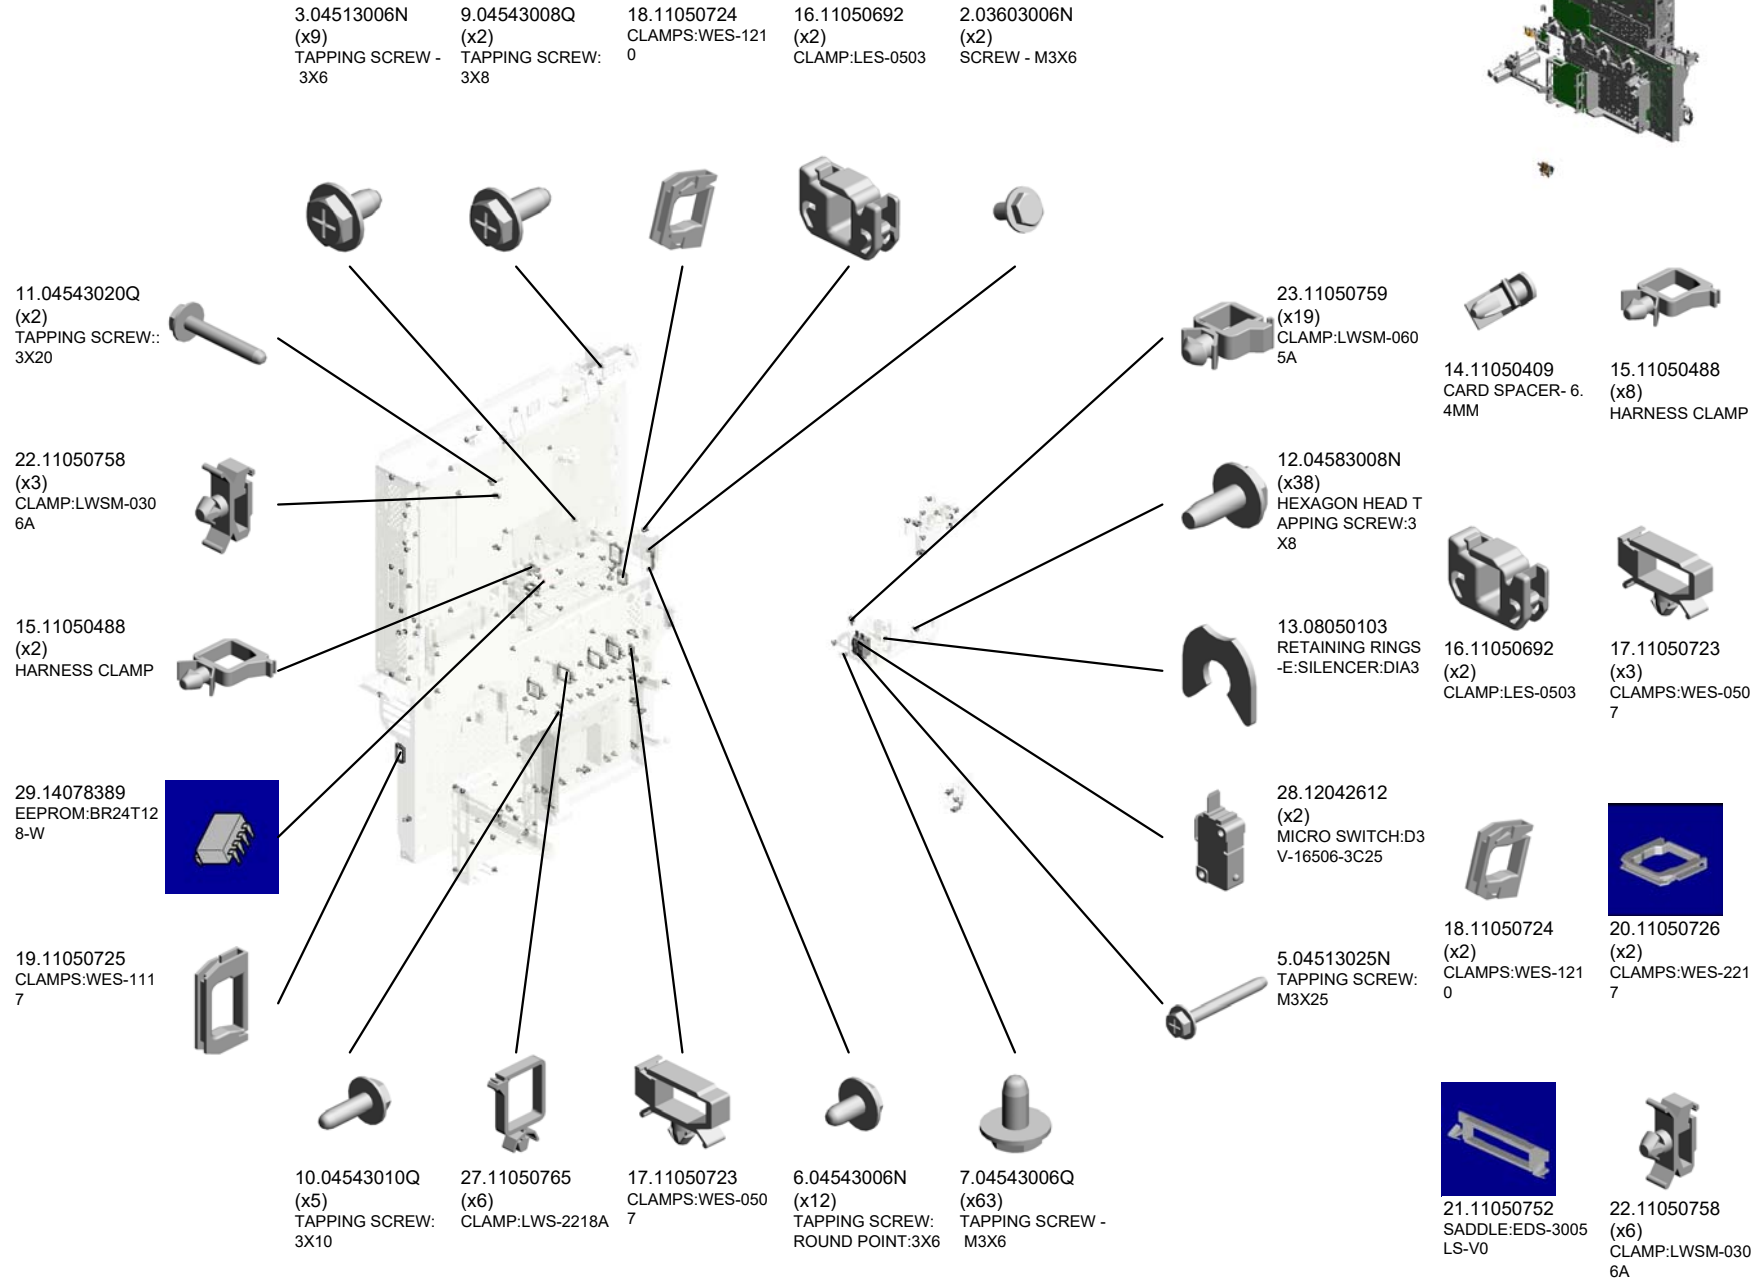 3.04513006N
(x9)
TAPPING SCREW -
3X6
9.04543008Q
(x2)
TAPPING SCREW:
3X8
18.11050724
CLAMPS:WES-121
0
16.11050692
(x2)
CLAMP:LES-0503
2.03603006N
(x2)
SCREW - M3X6
11.04543020Q
(x2)
TAPPING SCREW::
3X20
22.11050758
(x3)
CLAMP:LWSM-030
6A
15.11050488
(x2)
HARNESS CLAMP
29.14078389
EEPROM:BR24T12
8-W
19.11050725
CLAMPS:WES-111
7
10.04543010Q
(x5)
TAPPING SCREW:
3X10
27.11050765
(x6)
CLAMP:LWS-2218A
17.11050723
CLAMPS:WES-050
7
6.04543006N
(x12)
TAPPING SCREW:
ROUND POINT:3X6
7.04543006Q
(x63)
TAPPING SCREW -
M3X6
23.11050759
(x19)
CLAMP:LWSM-060
5A
12.04583008N
(x38)
HEXAGON HEAD T
APPING SCREW:3
X8
13.08050103
RETAINING RINGS
-E:SILENCER:DIA3
28.12042612
(x2)
MICRO SWITCH:D3
V-16506-3C25
5.04513025N
TAPPING SCREW:
M3X25
14.11050409
CARD SPACER- 6.
4MM
15.11050488
(x8)
HARNESS CLAMP
16.11050692
(x2)
CLAMP:LES-0503
17.11050723
(x3)
CLAMPS:WES-050
7
18.11050724
(x2)
CLAMPS:WES-121
0
20.11050726
(x2)
CLAMPS:WES-221
7
21.11050752
SADDLE:EDS-3005
LS-V0
22.11050758
(x6)
CLAMP:LWSM-030
6A